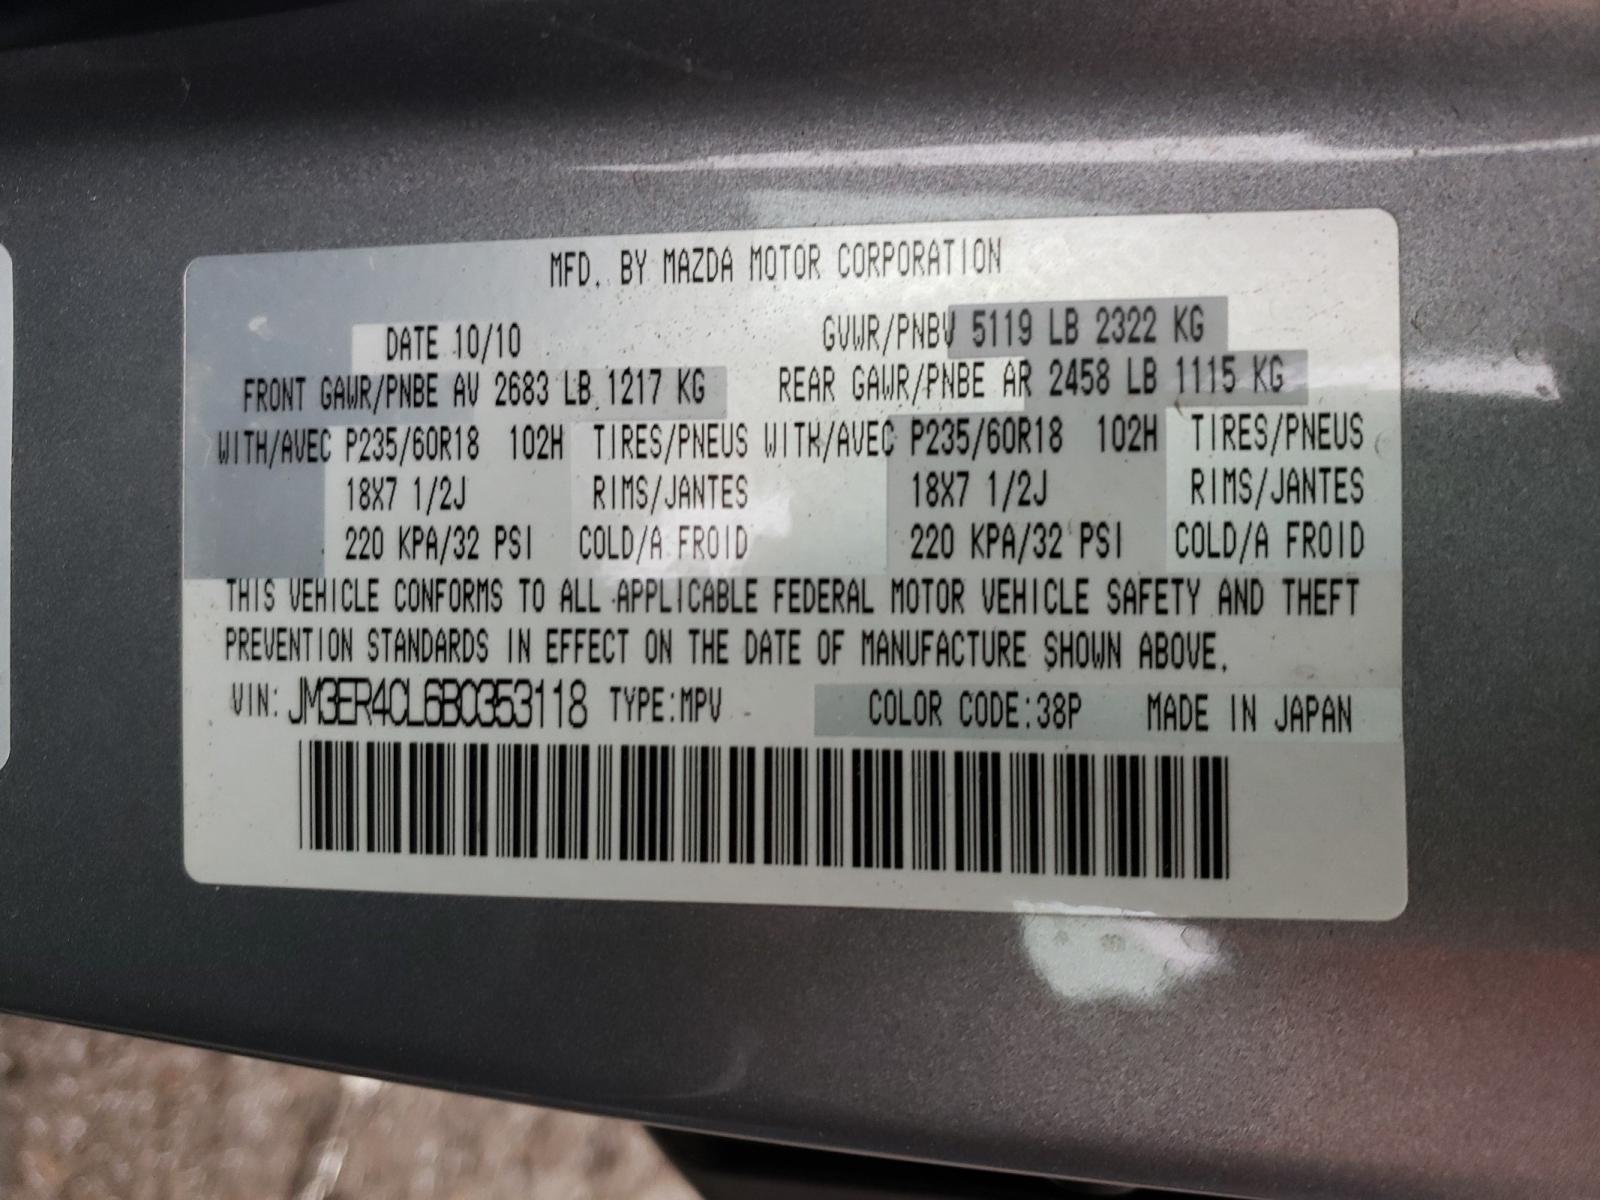 MFD. BY MAZDA MOTOR CORPORATION
DATE 10/10 GVWR/PNBV 5119 LB 2322 KG
FRONT GAWR/PNBE AV 2683 LB 1217 KG REAR GAWR/PNBE AR 2458 LB 1115 KG
WITH/AVEC P235/60R18 102H TIRES/PNEUS WITH/AVEC P235/60R18 102H TIRES/PNEUS
18X7 1/2J RIMS/JANTES 18X7 1/2J RIMS/JANTES
220 KPA/32 PSI COLD/A FROID 220 KPA/32 PSI COLD/A FROID
THIS VEHICLE CONFORMS TO ALL APPLICABLE FEDERAL MOTOR VEHICLE SAFETY AND THEFT
PREVENTION STANDARDS IN EFFECT ON THE DATE OF MANUFACTURE SHOWN ABOVE.
VIN: JM3ER4CL6B0353118 TYPE:MPV COLOR CODE:38P MADE IN JAPAN